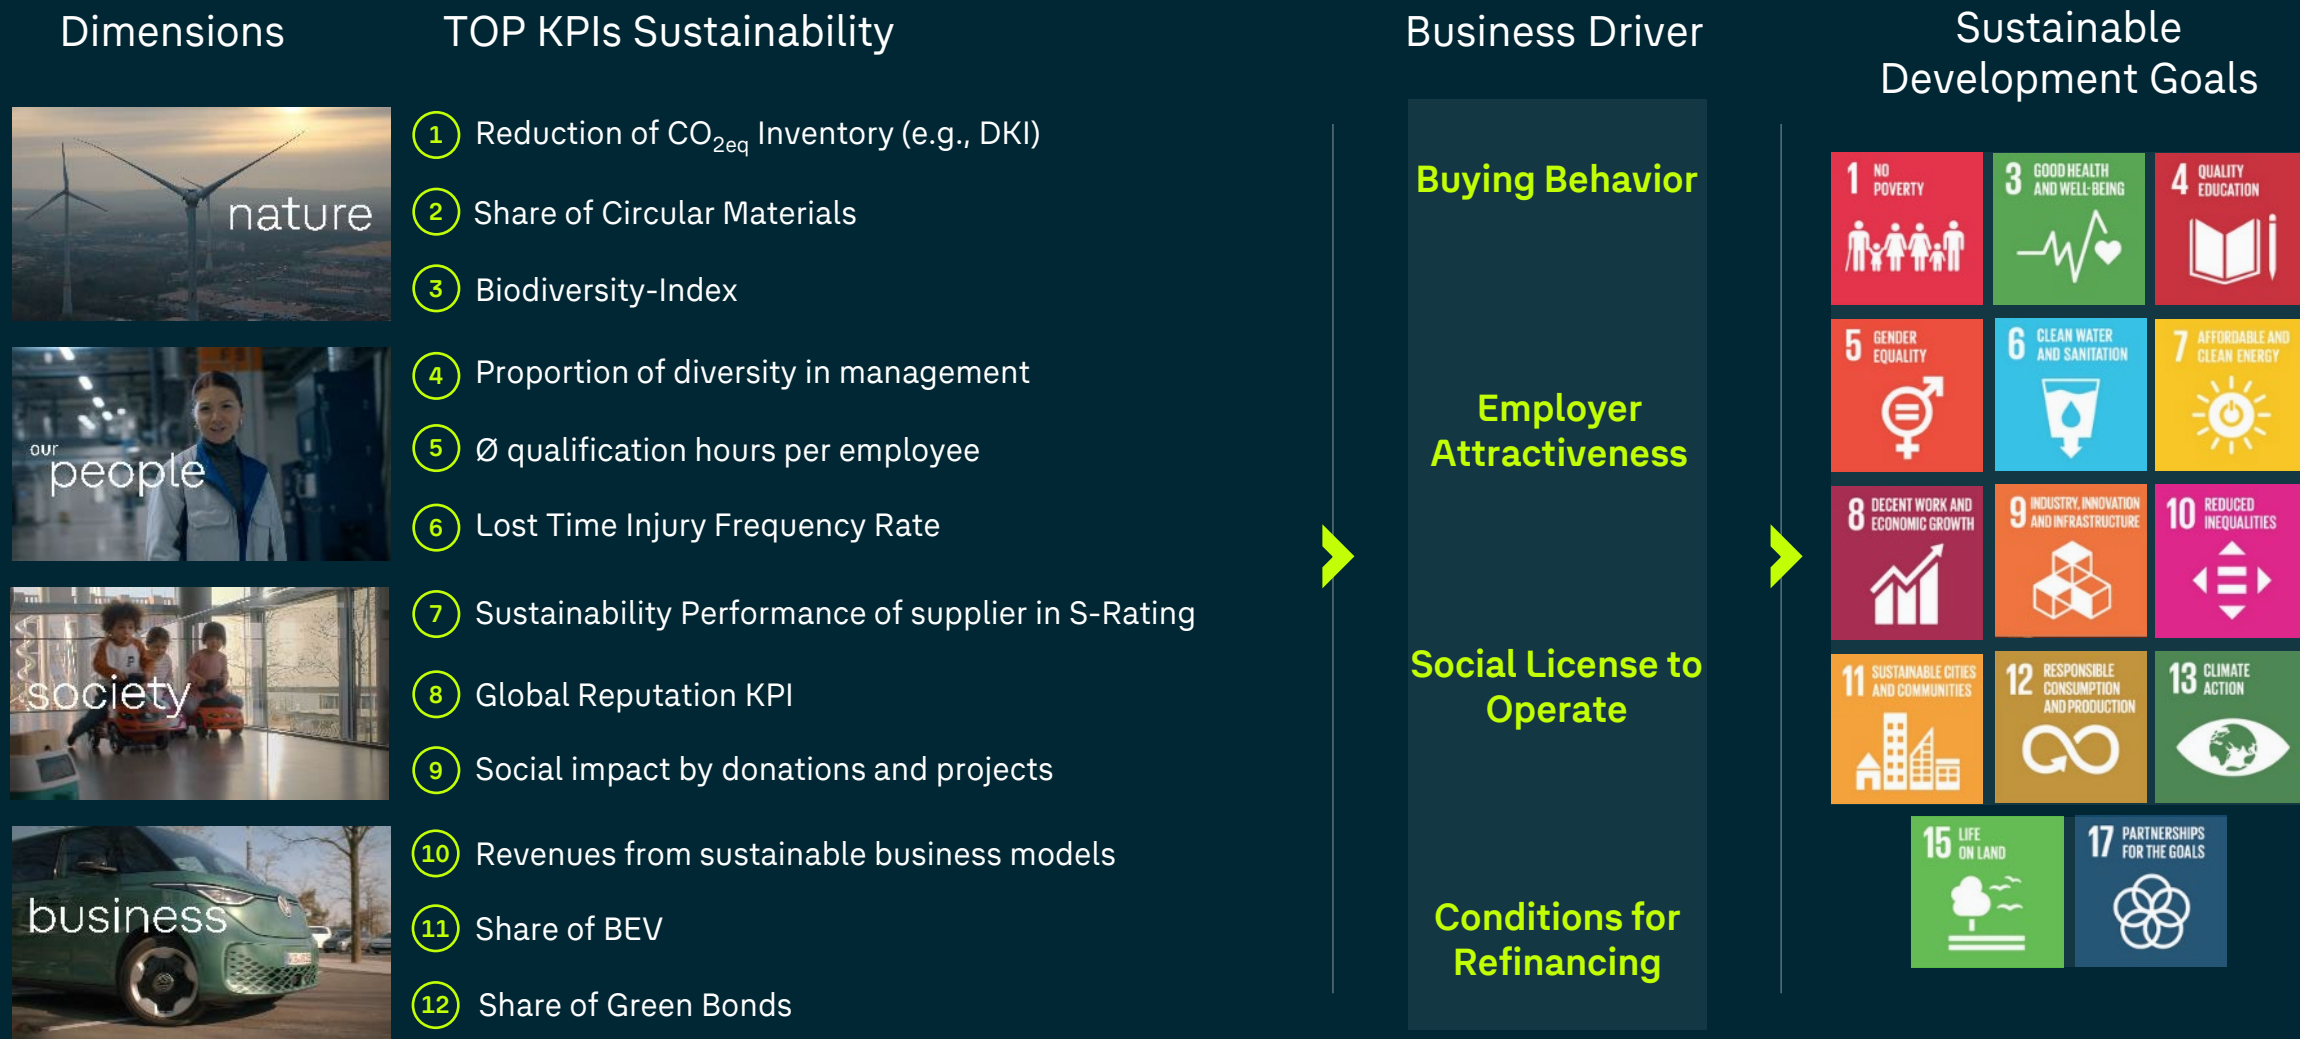 Dimensions
TOP KPIs Sustainability
Business Driver
Sustainable
Development Goals
nature
1 Reduction of CO2eq Inventory (e.g., DKI)
2 Share of Circular Materials
3 Biodiversity-Index
our
people
4 Proportion of diversity in management
5 Ø qualification hours per employee
6 Lost Time Injury Frequency Rate
society
7 Sustainability Performance of supplier in S-Rating
8 Global Reputation KPI
9 Social impact by donations and projects
business
10 Revenues from sustainable business models
11 Share of BEV
12 Share of Green Bonds
Buying Behavior
Employer
Attractiveness
Social License to
Operate
Conditions for
Refinancing
1 NO
POVERTY
3 GOOD HEALTH
AND WELL-BEING
4 QUALITY
EDUCATION
5 GENDER
EQUALITY
6 CLEAN WATER
AND SANITATION
7 AFFORDABLE AND
CLEAN ENERGY
8 DECENT WORK AND
ECONOMIC GROWTH
9 INDUSTRY, INNOVATION
AND INFRASTRUCTURE
10 REDUCED
INEQUALITIES
11 SUSTAINABLE CITIES
AND COMMUNITIES
12 RESPONSIBLE
CONSUMPTION
AND PRODUCTION
13 CLIMATE
ACTION
15 LIFE
ON LAND
17 PARTNERSHIPS
FOR THE GOALS